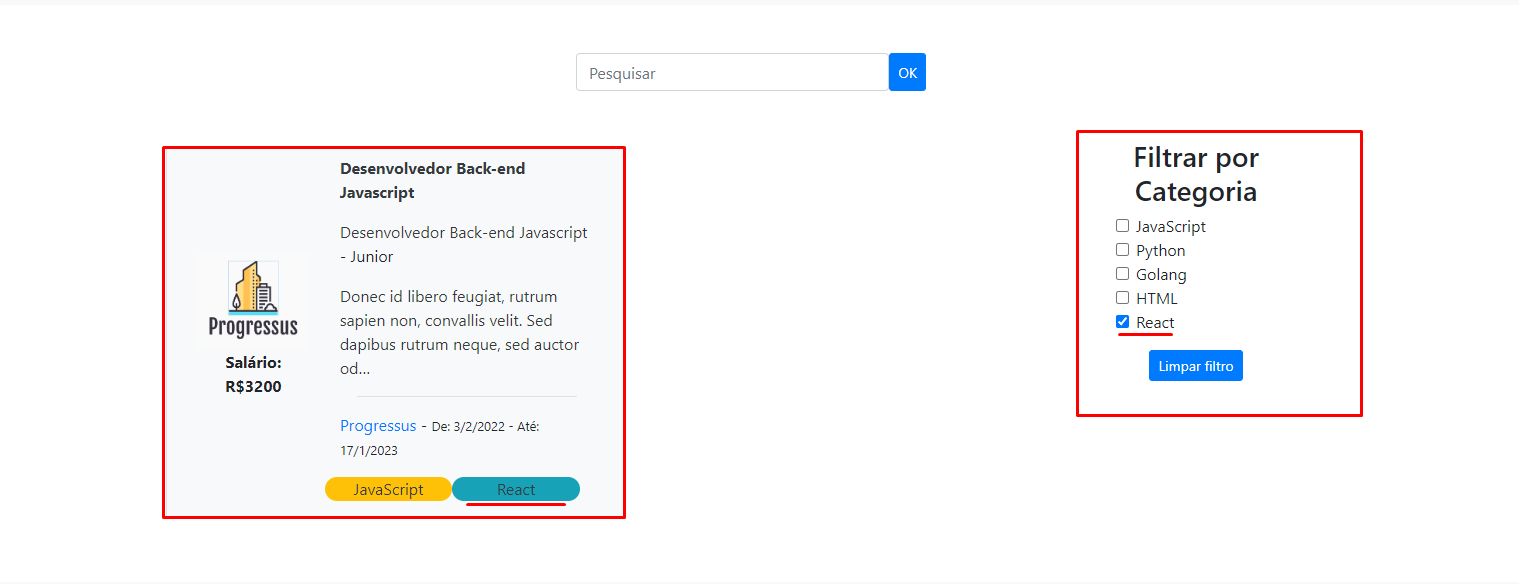 Pesquisar
OK
Desenvolvedor Back-end
Javascript
Desenvolvedor Back-end Javascript
- Junior
Donec id libero feugiat, rutrum
sapien non, convallis velit. Sed
dapibus rutrum neque, sed auctor
od...
Progressus
Salário:
R$3200
Progressus - De: 3/2/2022 - Até:
17/1/2023
JavaScript
React
Filtrar por
Categoria
JavaScript
Python
Golang
HTML
React
Limpar filtro